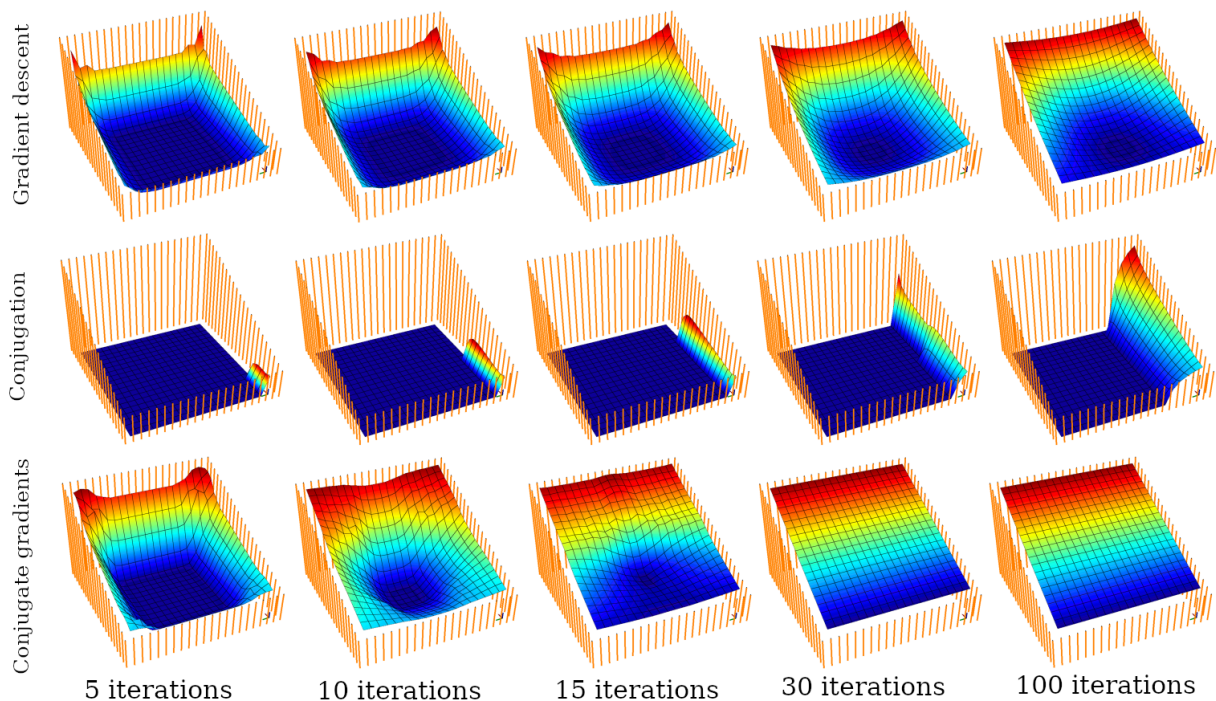 Gradient descent
Conjugation
Conjugate gradients
5 iterations
10 iterations
15 iterations
30 iterations
100 iterations